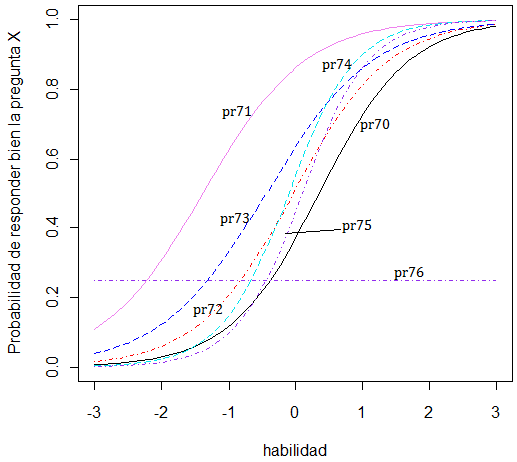 Probabilidad de responder bien la pregunta X
1.0
0.8
0.6
0.4
0.2
0.0
pr71
pr74
pr70
pr73
pr75
pr76
pr72
-3 -2 -1 0 1 2 3
habilidad